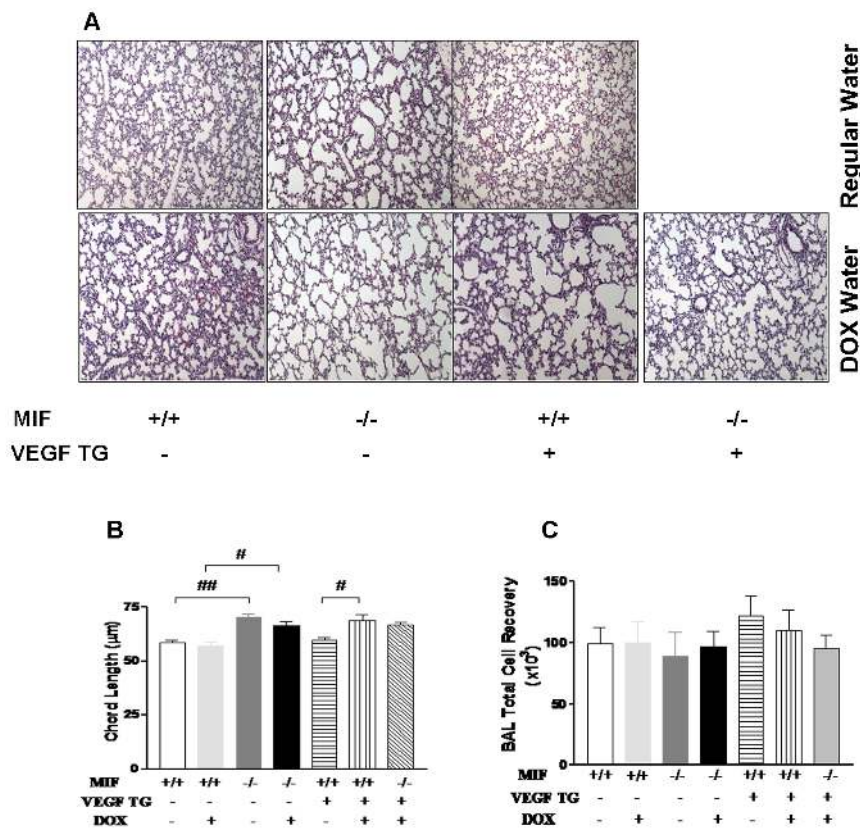 A
Regular Water
DOX Water
MIF +/+ -/- +/+ -/-
VEGF TG - - + +
B
#
## #
Chord Length (µm)
75
50
25
0
MIF +/+ +/+ -/- -/- +/+ +/+ -/-
VEGF TG - - - - + + +
DOX - + - + - + +
C
BAL Total Cell Recovery
(x10³)
150
100
50
0
MIF +/+ +/+ -/- -/- +/+ +/+ -/-
VEGF TG - - - - + + +
DOX - + - + - + +